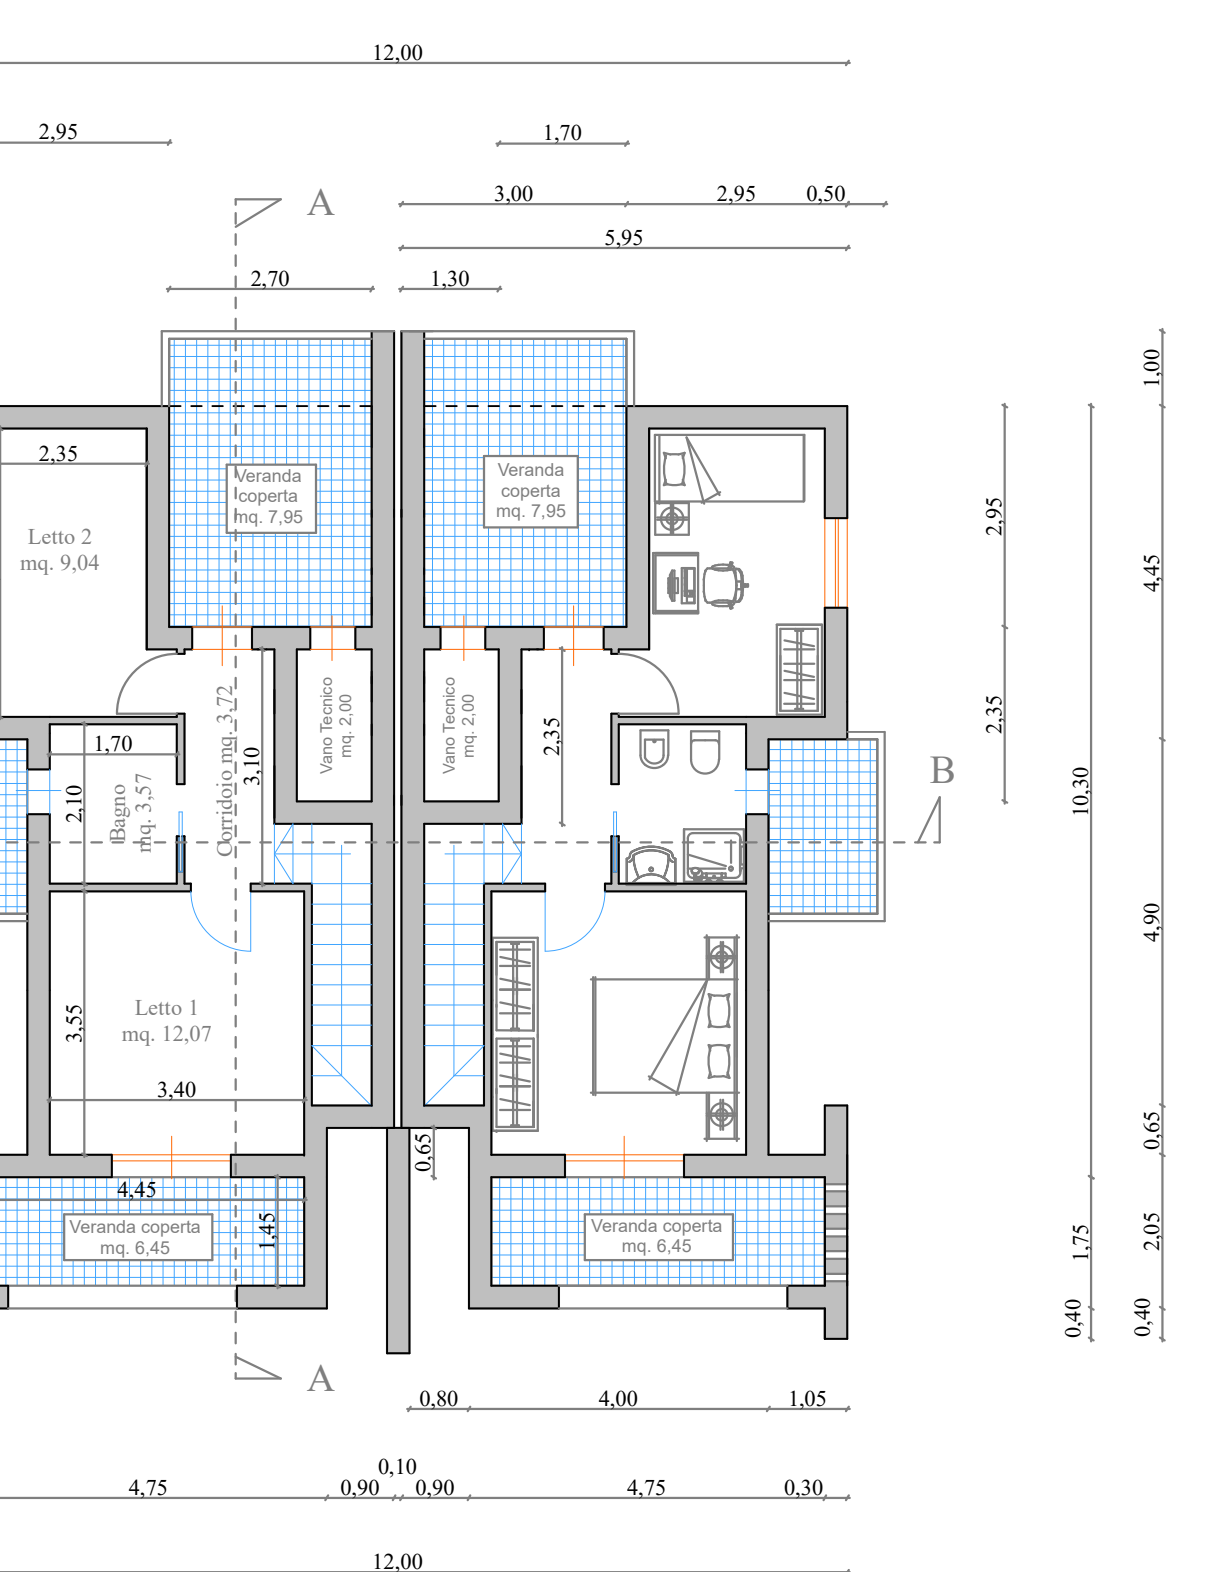 12,00
2,95
1,70
A
3,00
2,95
0,50
5,95
2,70
1,30
1,00
2,35
Veranda
coperta
mq. 7,95
Veranda
coperta
mq. 7,95
2,95
4,45
Letto 2
mq. 9,04
Vano Tecnico
mq. 2,00
Vano Tecnico
mq. 2,00
Corridoio mq. 3,72
3,10
2,35
2,35
1,70
2,10
Bagno
mq. 3,57
B
10,30
4,90
Letto 1
mq. 12,07
3,55
3,40
0,65
0,65
4,45
1,45
Veranda coperta
mq. 6,45
Veranda coperta
mq. 6,45
1,75
2,05
0,40
0,40
A
0,80
4,00
1,05
0,10
4,75
0,90
0,90
4,75
0,30
12,00